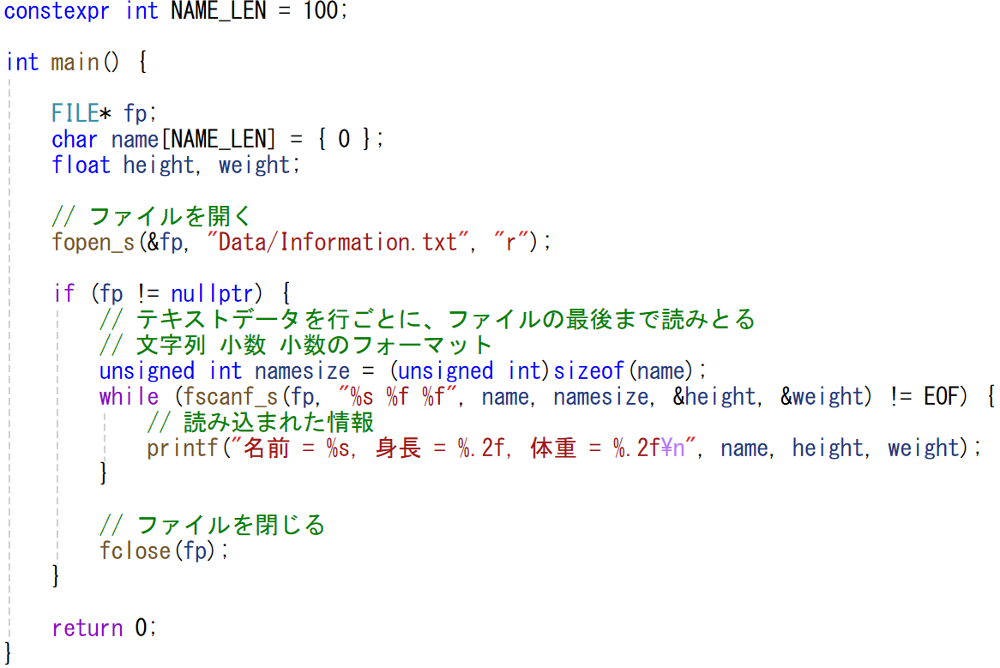 constexpr int NAME_LEN = 100;
int main() {
FILE* fp;
char name[NAME_LEN] = { 0 };
float height, weight;
// ファイルを開く
fopen_s(&fp, "Data/Information.txt", "r");
if (fp != nullptr) {
// テキストデータを行ごとに、ファイルの最後まで読みとる
// 文字列 小数 小数のフォーマット
unsigned int namesize = (unsigned int)sizeof(name);
while (fscanf_s(fp, "%s %f %f", name, namesize, &height, &weight) != EOF) {
// 読み込まれた情報
printf("名前 = %s, 身長 = %.2f, 体重 = %.2f¥n", name, height, weight);
}
// ファイルを閉じる
fclose(fp);
}
return 0;
}